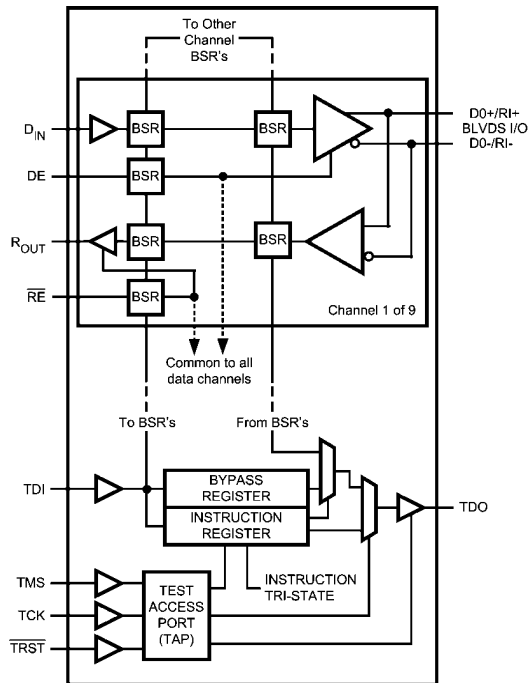 To Other
Channel
BSR's
D_IN
BSR
BSR
D0+/RI+
BLVDS I/O
D0-/RI-
DE
BSR
R_OUT
BSR
BSR
R̅E̅
BSR
Channel 1 of 9
Common to all
data channels
To BSR's
From BSR's
TDI
BYPASS
REGISTER
INSTRUCTION
REGISTER
TDO
TMS
TCK
T̅R̅S̅T̅
TEST
ACCESS
PORT
(TAP)
INSTRUCTION
TRI-STATE